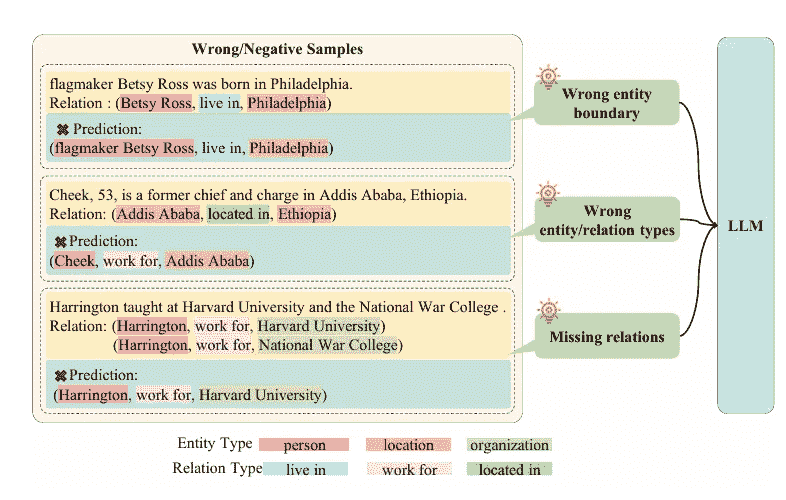 Wrong/Negative Samples
flagmaker Betsy Ross was born in Philadelphia.
Relation : (Betsy Ross, live in, Philadelphia)
✖ Prediction:
(flagmaker Betsy Ross, live in, Philadelphia)
Wrong entity
boundary
Cheek, 53, is a former chief and charge in Addis Ababa, Ethiopia.
Relation: (Addis Ababa, located in, Ethiopia)
✖ Prediction:
(Cheek, work for, Addis Ababa)
Wrong
entity/relation types
LLM
Harrington taught at Harvard University and the National War College .
Relation: (Harrington, work for, Harvard University)
(Harrington, work for, National War College)
✖ Prediction:
(Harrington, work for, Harvard University)
Missing relations
Entity Type person location organization
Relation Type live in work for located in